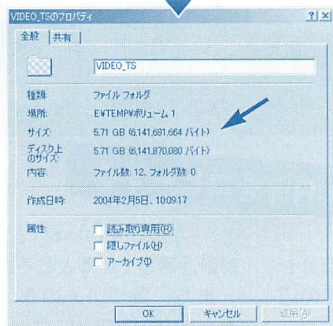 VIDEO_TSのプロパティ
全般 共有
VIDEO_TS
種類: ファイル フォルダ
場所: E:¥TEMP¥ボリューム 1
サイズ: 5.71 GB (6,141,681,664 バイト)
ディスク上のサイズ: 5.71 GB (6,141,870,080 バイト)
内容: ファイル数: 12、フォルダ数: 0
作成日時: 2004年2月5日、10:09:17
属性: 読み取り専用(R)
隠しファイル(H)
アーカイブ(I)
OK キャンセル 適用(A)